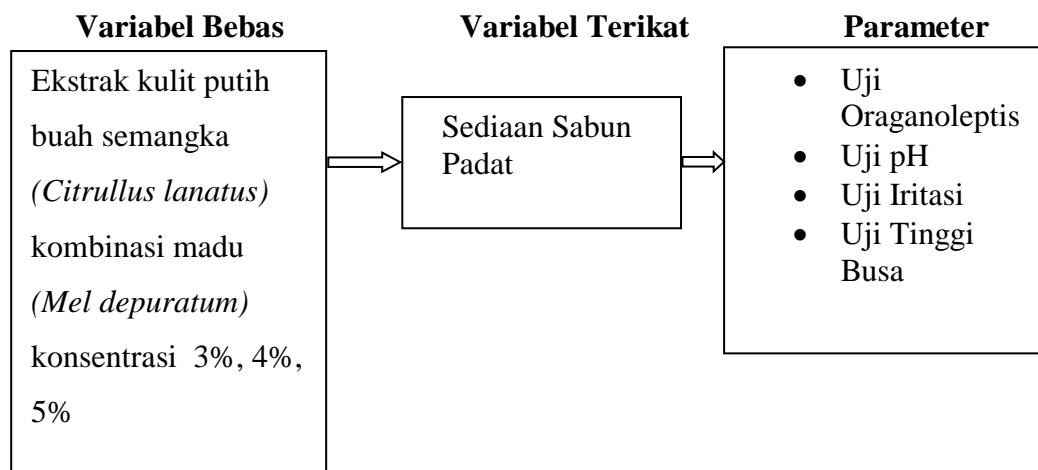 Variabel Bebas
Variabel Terikat
Parameter
Ekstrak kulit putih
buah semangka
(Citrullus lanatus)
kombinasi madu
(Mel depuratum)
konsentrasi 3%, 4%,
5%
Sediaan Sabun
Padat
• Uji
Oraganoleptis
• Uji pH
• Uji Iritasi
• Uji Tinggi
Busa